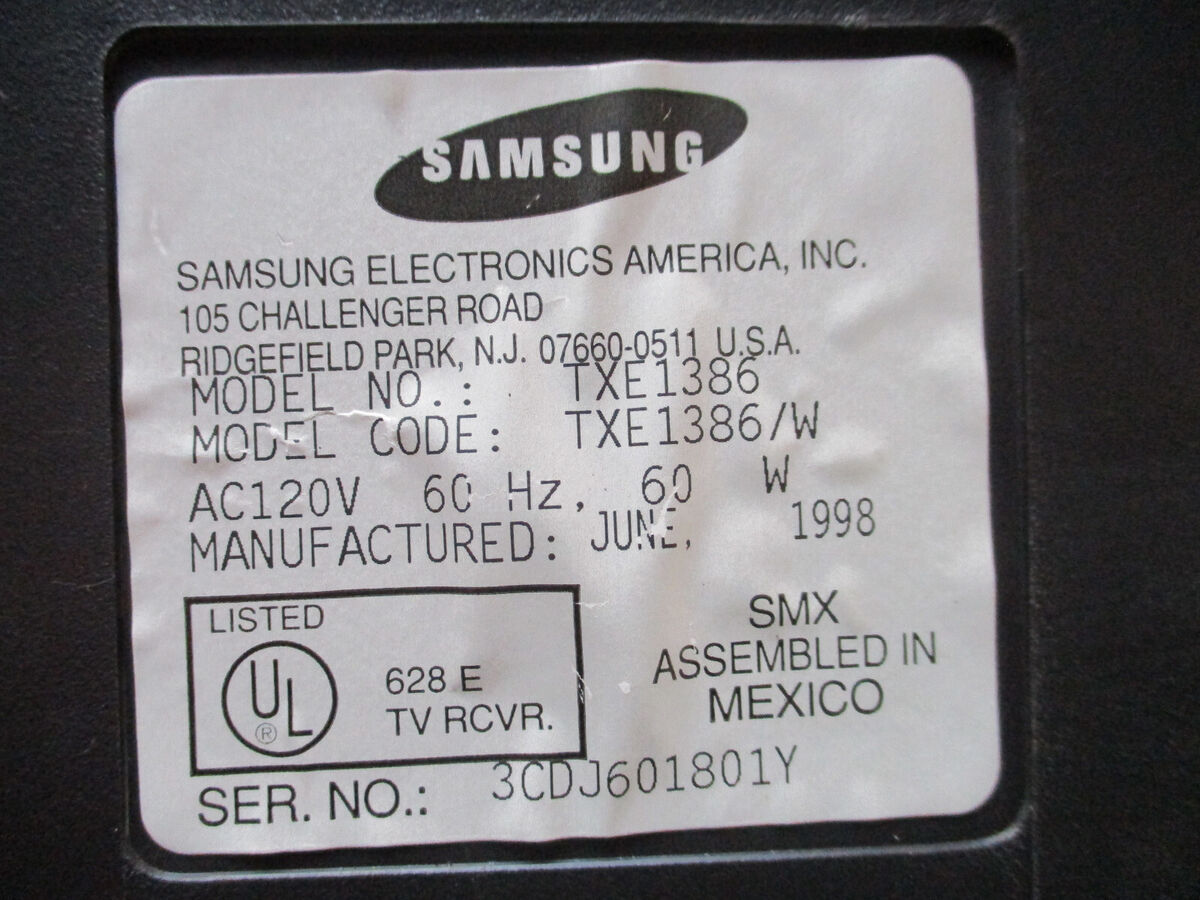 SAMSUNG
SAMSUNG ELECTRONICS AMERICA, INC.
105 CHALLENGER ROAD
RIDGEFIELD PARK, N.J. 07660-0511 U.S.A.
MODEL NO.: TXE1386
MODEL CODE: TXE1386/W
AC120V 60 Hz, 60 W
MANUFACTURED: JUNE, 1998
LISTED
UL
®
628 E
TV RCVR.
SMX
ASSEMBLED IN
MEXICO
SER. NO.: 3CDJ601801Y